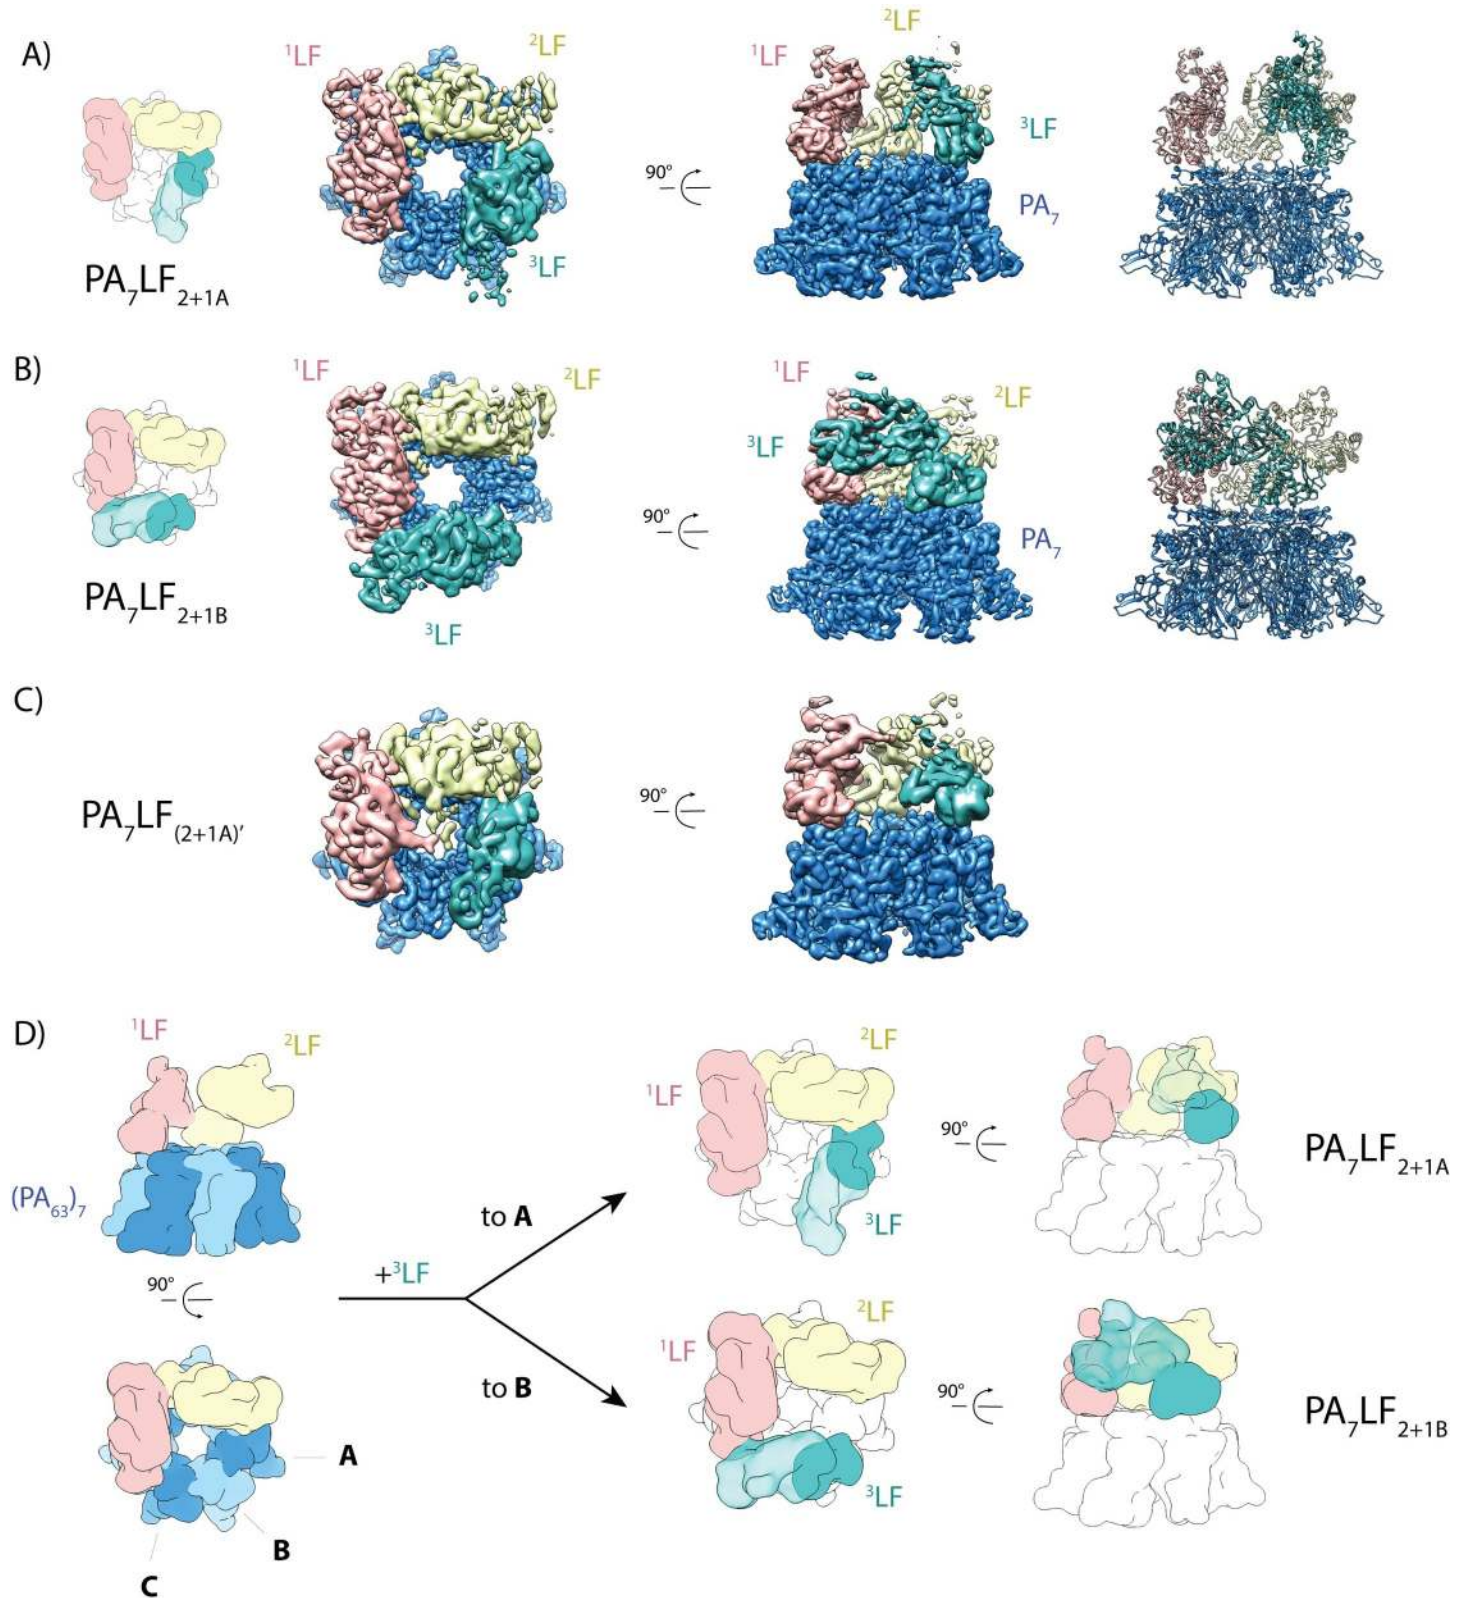 A)
¹LF
²LF
³LF
PA₇LF₂₊₁A
90°
¹LF
²LF
³LF
PA₇
B)
¹LF
²LF
³LF
PA₇LF₂₊₁B
90°
¹LF
²LF
³LF
PA₇
C)
PA₇LF₍₂₊₁A₎′
90°
D)
¹LF
²LF
(PA₆₃)₇
90°
A
B
C
+³LF
to A
to B
¹LF
²LF
³LF
90°
PA₇LF₂₊₁A
¹LF
²LF
³LF
90°
PA₇LF₂₊₁B